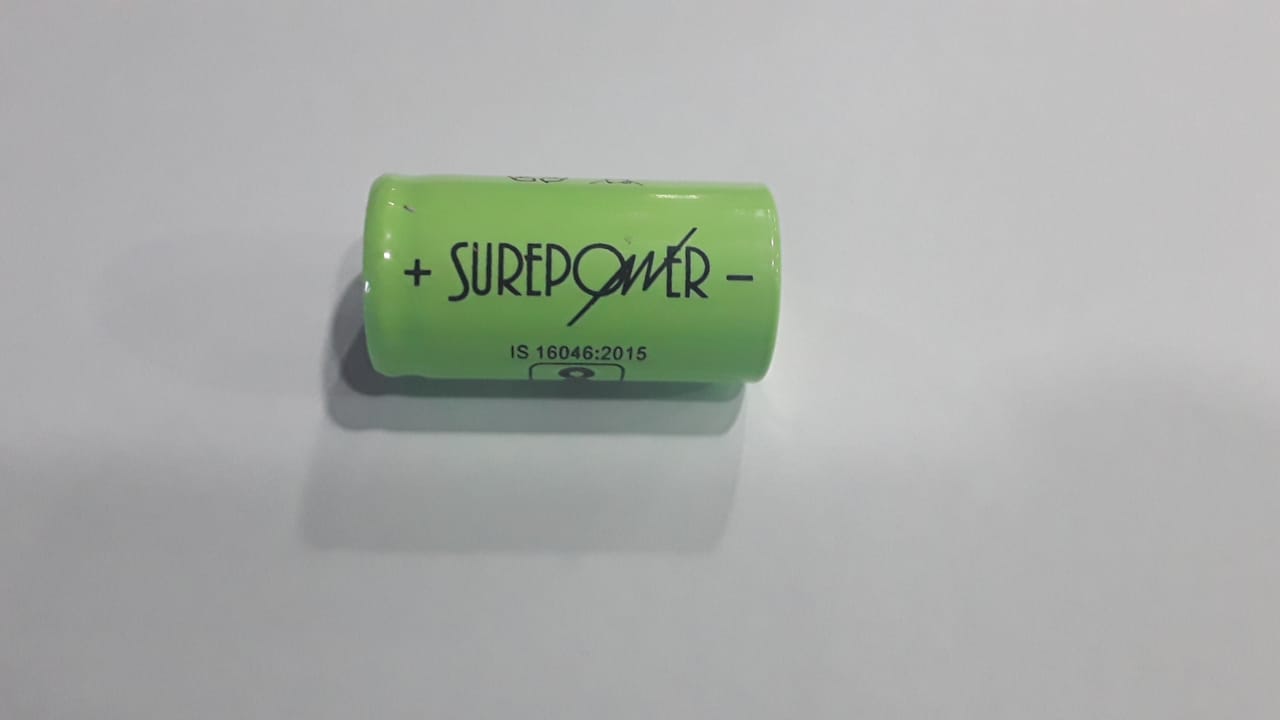 + SUREPOWER -
IS 16046:2015